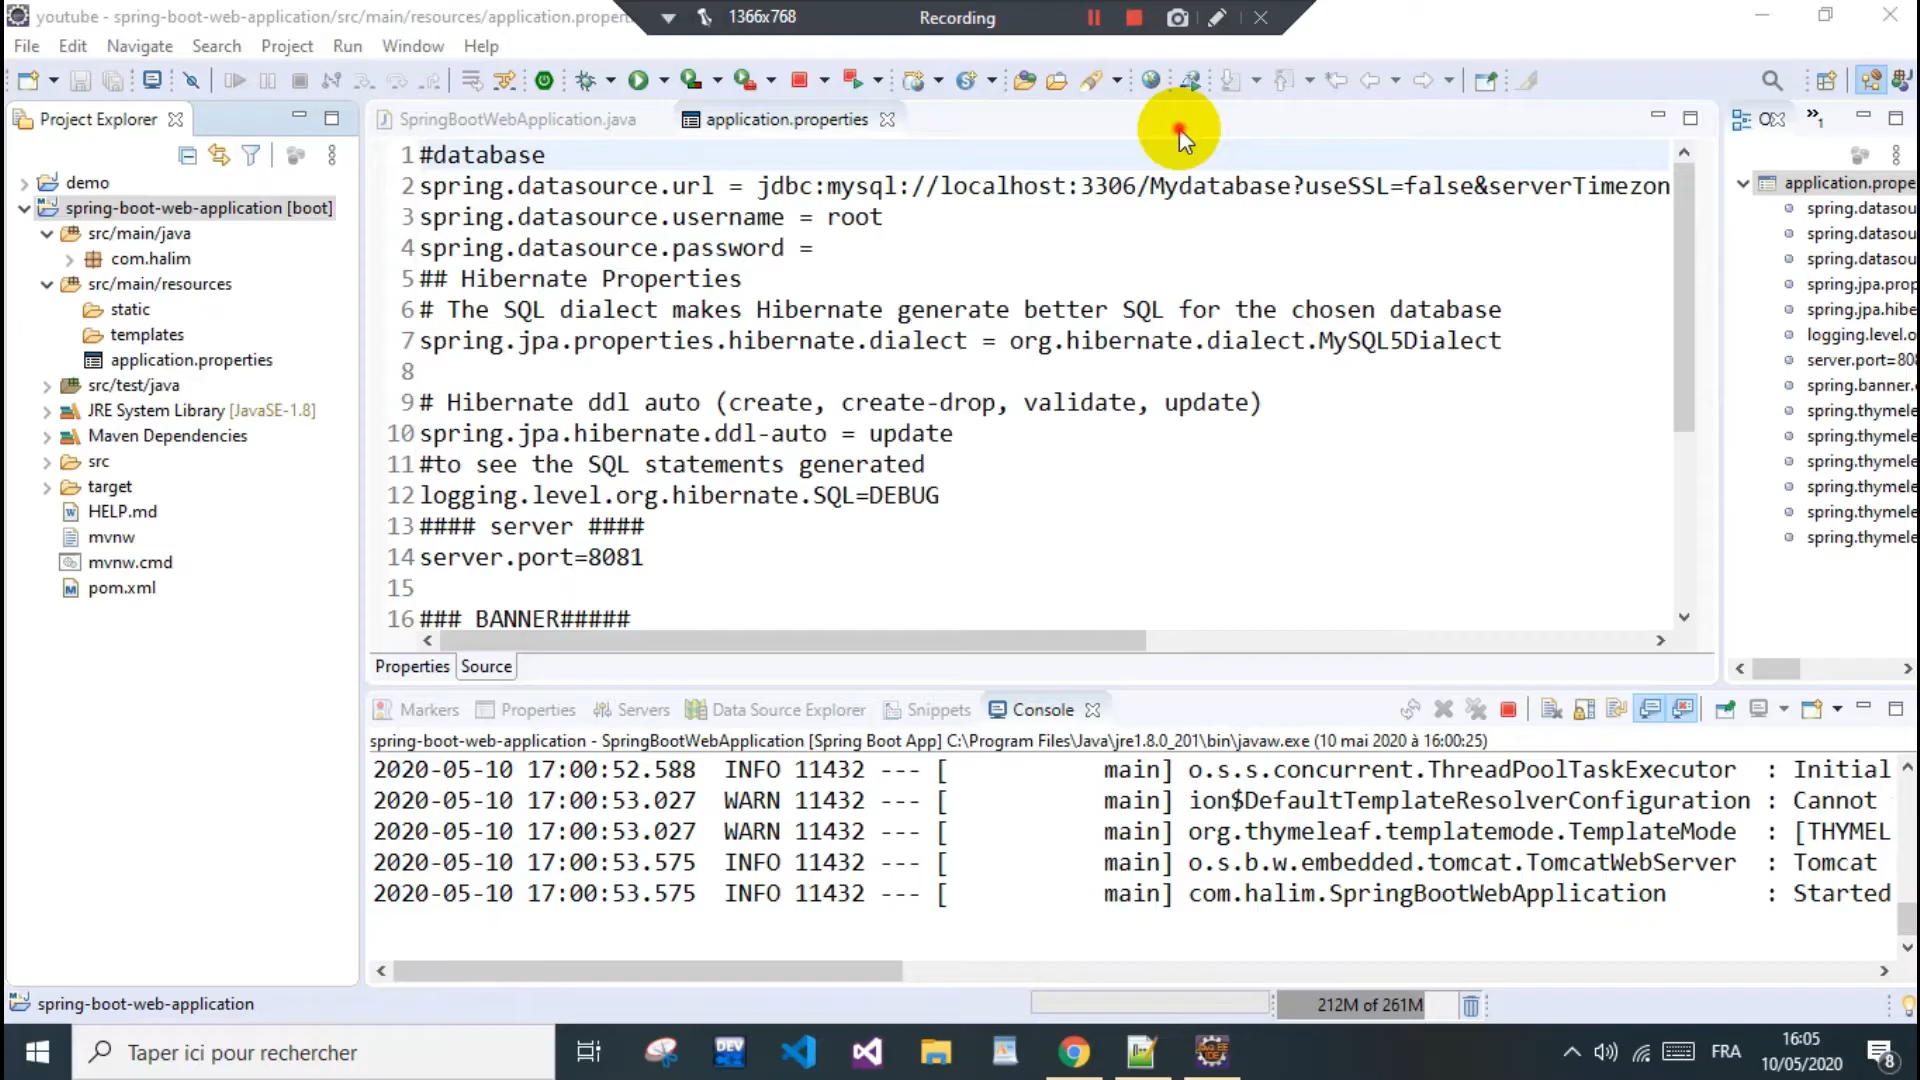 youtube - spring-boot-web-application/src/main/resources/application.propert
1366x768
Recording
File Edit Navigate Search Project Run Window Help
Project Explorer
SpringBootWebApplication.java
application.properties
demo
spring-boot-web-application [boot]
src/main/java
com.halim
src/main/resources
static
templates
application.properties
src/test/java
JRE System Library [JavaSE-1.8]
Maven Dependencies
src
target
HELP.md
mvnw
mvnw.cmd
pom.xml
1 #database
2 spring.datasource.url = jdbc:mysql://localhost:3306/Mydatabase?useSSL=false&serverTimezon
3 spring.datasource.username = root
4 spring.datasource.password =
5 ## Hibernate Properties
6 # The SQL dialect makes Hibernate generate better SQL for the chosen database
7 spring.jpa.properties.hibernate.dialect = org.hibernate.dialect.MySQL5Dialect
8
9 # Hibernate ddl auto (create, create-drop, validate, update)
10 spring.jpa.hibernate.ddl-auto = update
11 #to see the SQL statements generated
12 logging.level.org.hibernate.SQL=DEBUG
13 #### server ####
14 server.port=8081
15
16 ### BANNER#####
Properties Source
application.prope
spring.datasou
spring.datasou
spring.datasou
spring.jpa.prop
spring.jpa.hibe
logging.level.o
server.port=808
spring.banner.
spring.thymele
spring.thymele
spring.thymele
spring.thymele
spring.thymele
spring.thymele
Markers Properties Servers Data Source Explorer Snippets Console
spring-boot-web-application - SpringBootWebApplication [Spring Boot App] C:\Program Files\Java\jre1.8.0_201\bin\javaw.exe (10 mai 2020 à 16:00:25)
2020-05-10 17:00:52.588 INFO 11432 --- [ main] o.s.s.concurrent.ThreadPoolTaskExecutor : Initial
2020-05-10 17:00:53.027 WARN 11432 --- [ main] ion$DefaultTemplateResolverConfiguration : Cannot
2020-05-10 17:00:53.027 WARN 11432 --- [ main] org.thymeleaf.templatemode.TemplateMode : [THYMEL
2020-05-10 17:00:53.575 INFO 11432 --- [ main] o.s.b.w.embedded.tomcat.TomcatWebServer : Tomcat
2020-05-10 17:00:53.575 INFO 11432 --- [ main] com.halim.SpringBootWebApplication : Started
spring-boot-web-application
212M of 261M
Taper ici pour rechercher
DEV
FRA
16:05
10/05/2020
8